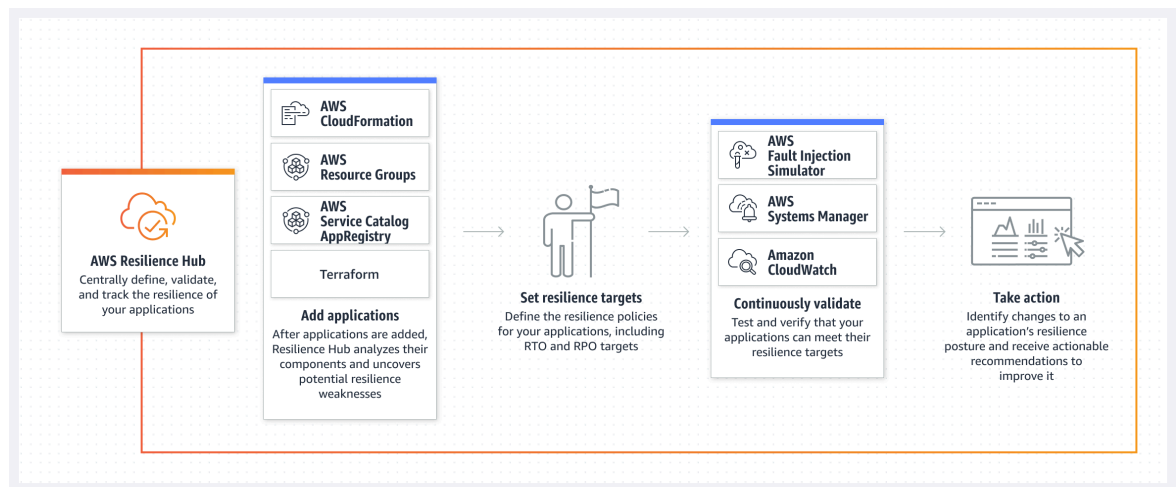 AWS Resilience Hub
Centrally define, validate,
and track the resilience of
your applications
AWS
CloudFormation
AWS
Resource Groups
AWS
Service Catalog
AppRegistry
Terraform
Add applications
After applications are added,
Resilience Hub analyzes their
components and uncovers
potential resilience
weaknesses
Set resilience targets
Define the resilience policies
for your applications, including
RTO and RPO targets
AWS
Fault Injection
Simulator
AWS
Systems Manager
Amazon
CloudWatch
Continuously validate
Test and verify that your
applications can meet their
resilience targets
Take action
Identify changes to an
application’s resilience
posture and receive actionable
recommendations to
improve it